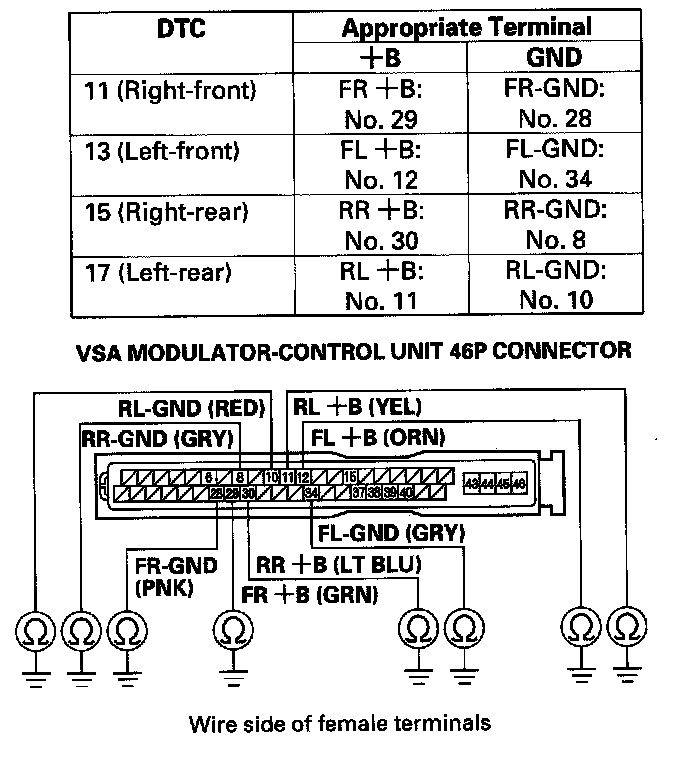 DTC
Appropriate Terminal
+B
GND
11 (Right-front)
FR +B:
No. 29
FR-GND:
No. 28
13 (Left-front)
FL +B:
No. 12
FL-GND:
No. 34
15 (Right-rear)
RR +B:
No. 30
RR-GND:
No. 8
17 (Left-rear)
RL +B:
No. 11
RL-GND:
No. 10
VSA MODULATOR-CONTROL UNIT 46P CONNECTOR
RL-GND (RED)
RL +B (YEL)
RR-GND (GRY)
FL +B (ORN)
6 8 10 11 12 15
28 29 30 34 37 38 39 40
43 44 45 46
FL-GND (GRY)
FR-GND
(PNK)
RR +B (LT BLU)
FR +B (GRN)
Ω Ω Ω Ω Ω Ω Ω Ω
Wire side of female terminals